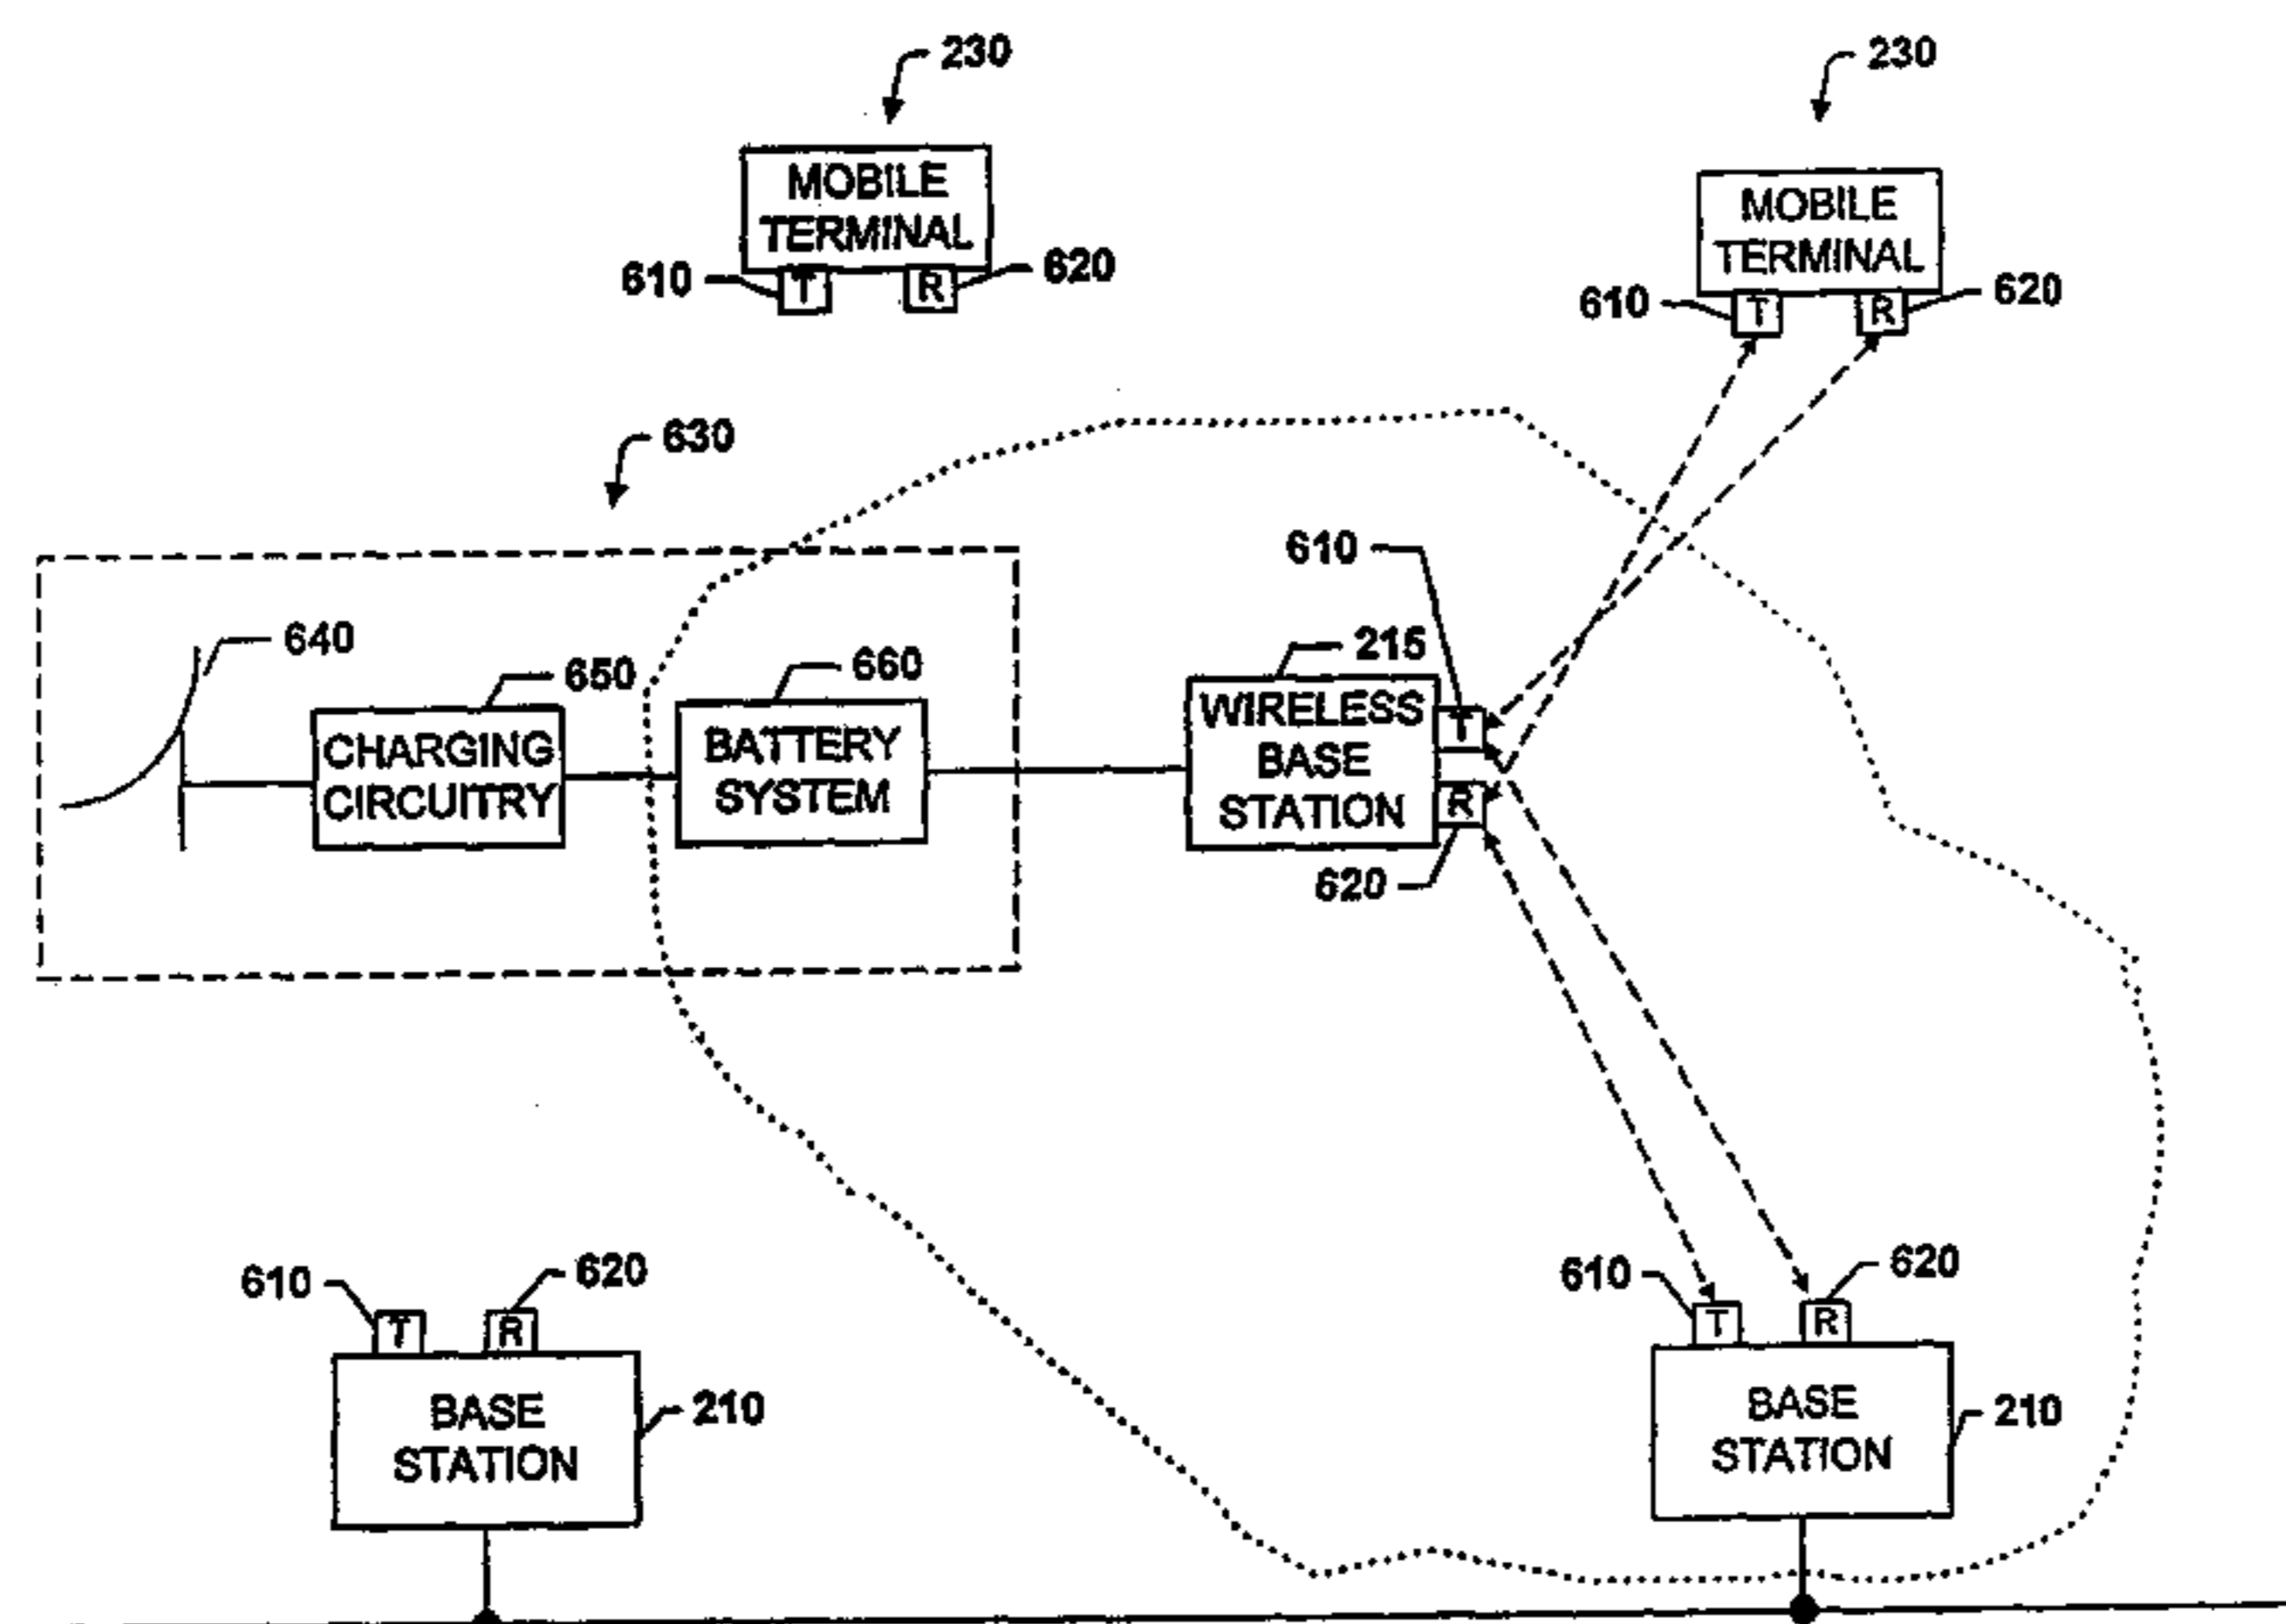 230
230
MOBILE
TERMINAL
MOBILE
TERMINAL
610
T
R
620
610
T
R
620
630
610
640
215
650
660
WIRELESS
BASE
STATION
T
CHARGING
CIRCUITRY
BATTERY
SYSTEM
R
620
610
620
610
620
T
R
T
R
BASE
STATION
210
BASE
STATION
210